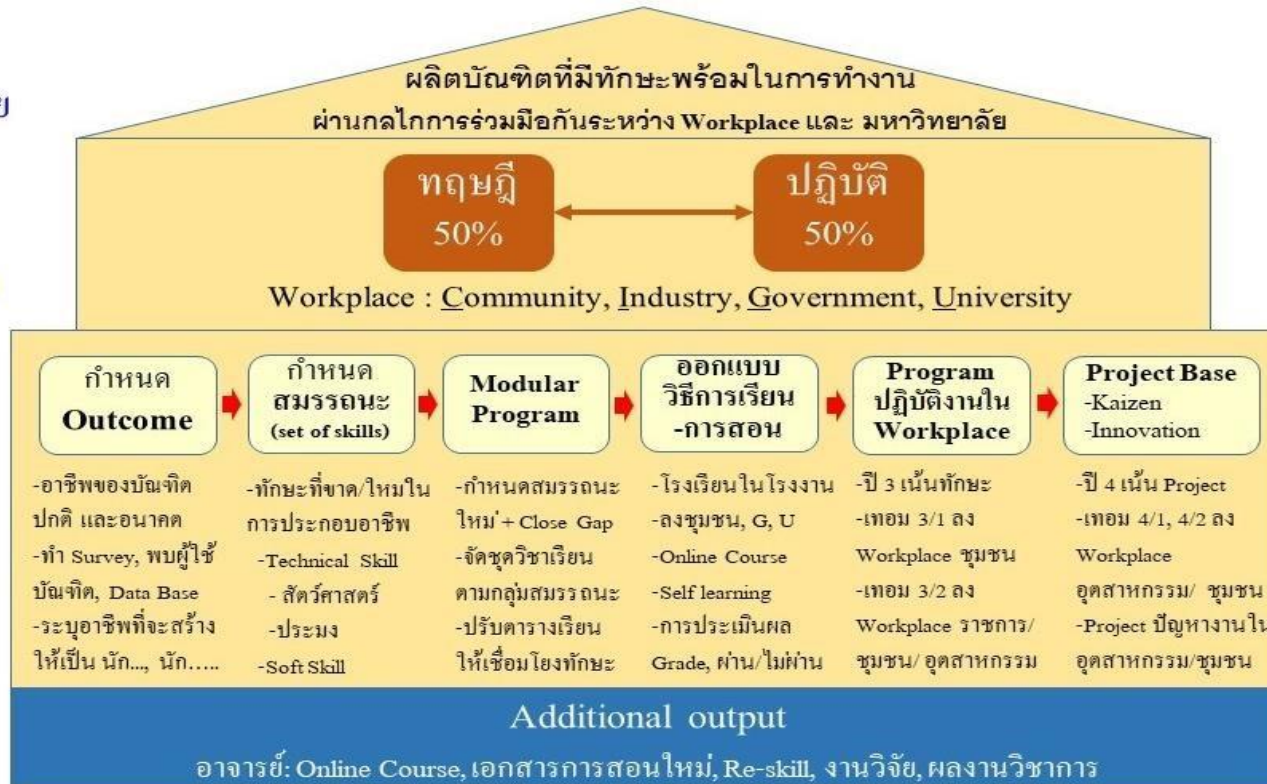 ผลิตบัณฑิตที่มีทักษะพร้อมในการทำงาน
ผ่านกลไกการร่วมมือกันระหว่าง Workplace และ มหาวิทยาลัย
ทฤษฎี
50%
ปฏิบัติ
50%
Workplace : Community, Industry, Government, University
กำหนด
Outcome
-อาชีพของบัณฑิต
ปกติ และอนาคต
-ทำ Survey, พบผู้ใช้
บัณฑิต, Data Base
-ระบุอาชีพที่จะสร้าง
ให้เป็น นัก..., นัก.....
กำหนด
สมรรถนะ
(set of skills)
-ทักษะที่ขาด/ใหม่ใน
การประกอบอาชีพ
-Technical Skill
- สัตว์ศาสตร์
-ประมง
-Soft Skill
Modular
Program
-กำหนดสมรรถนะ
ใหม่ + Close Gap
-จัดชุดวิชาเรียน
ตามกลุ่มสมรรถนะ
-ปรับตารางเรียน
ให้เชื่อมโยงทักษะ
ออกแบบ
วิธีการเรียน
-การสอน
-โรงเรียนในโรงงาน
-ลงชุมชน, G, U
-Online Course
-Self learning
-การประเมินผล
Grade, ผ่าน/ไม่ผ่าน
Program
ปฏิบัติงานใน
Workplace
-ปี 3 เน้นทักษะ
-เทอม 3/1 ลง
Workplace ชุมชน
-เทอม 3/2 ลง
Workplace ราชการ/
ชุมชน/ อุตสาหกรรม
Project Base
-Kaizen
-Innovation
-ปี 4 เน้น Project
-เทอม 4/1, 4/2 ลง
Workplace
อุตสาหกรรม/ ชุมชน
-Project ปัญหางานใน
อุตสาหกรรม/ชุมชน
Additional output
อาจารย์: Online Course, เอกสารการสอนใหม่, Re-skill, งานวิจัย, ผลงานวิชาการ